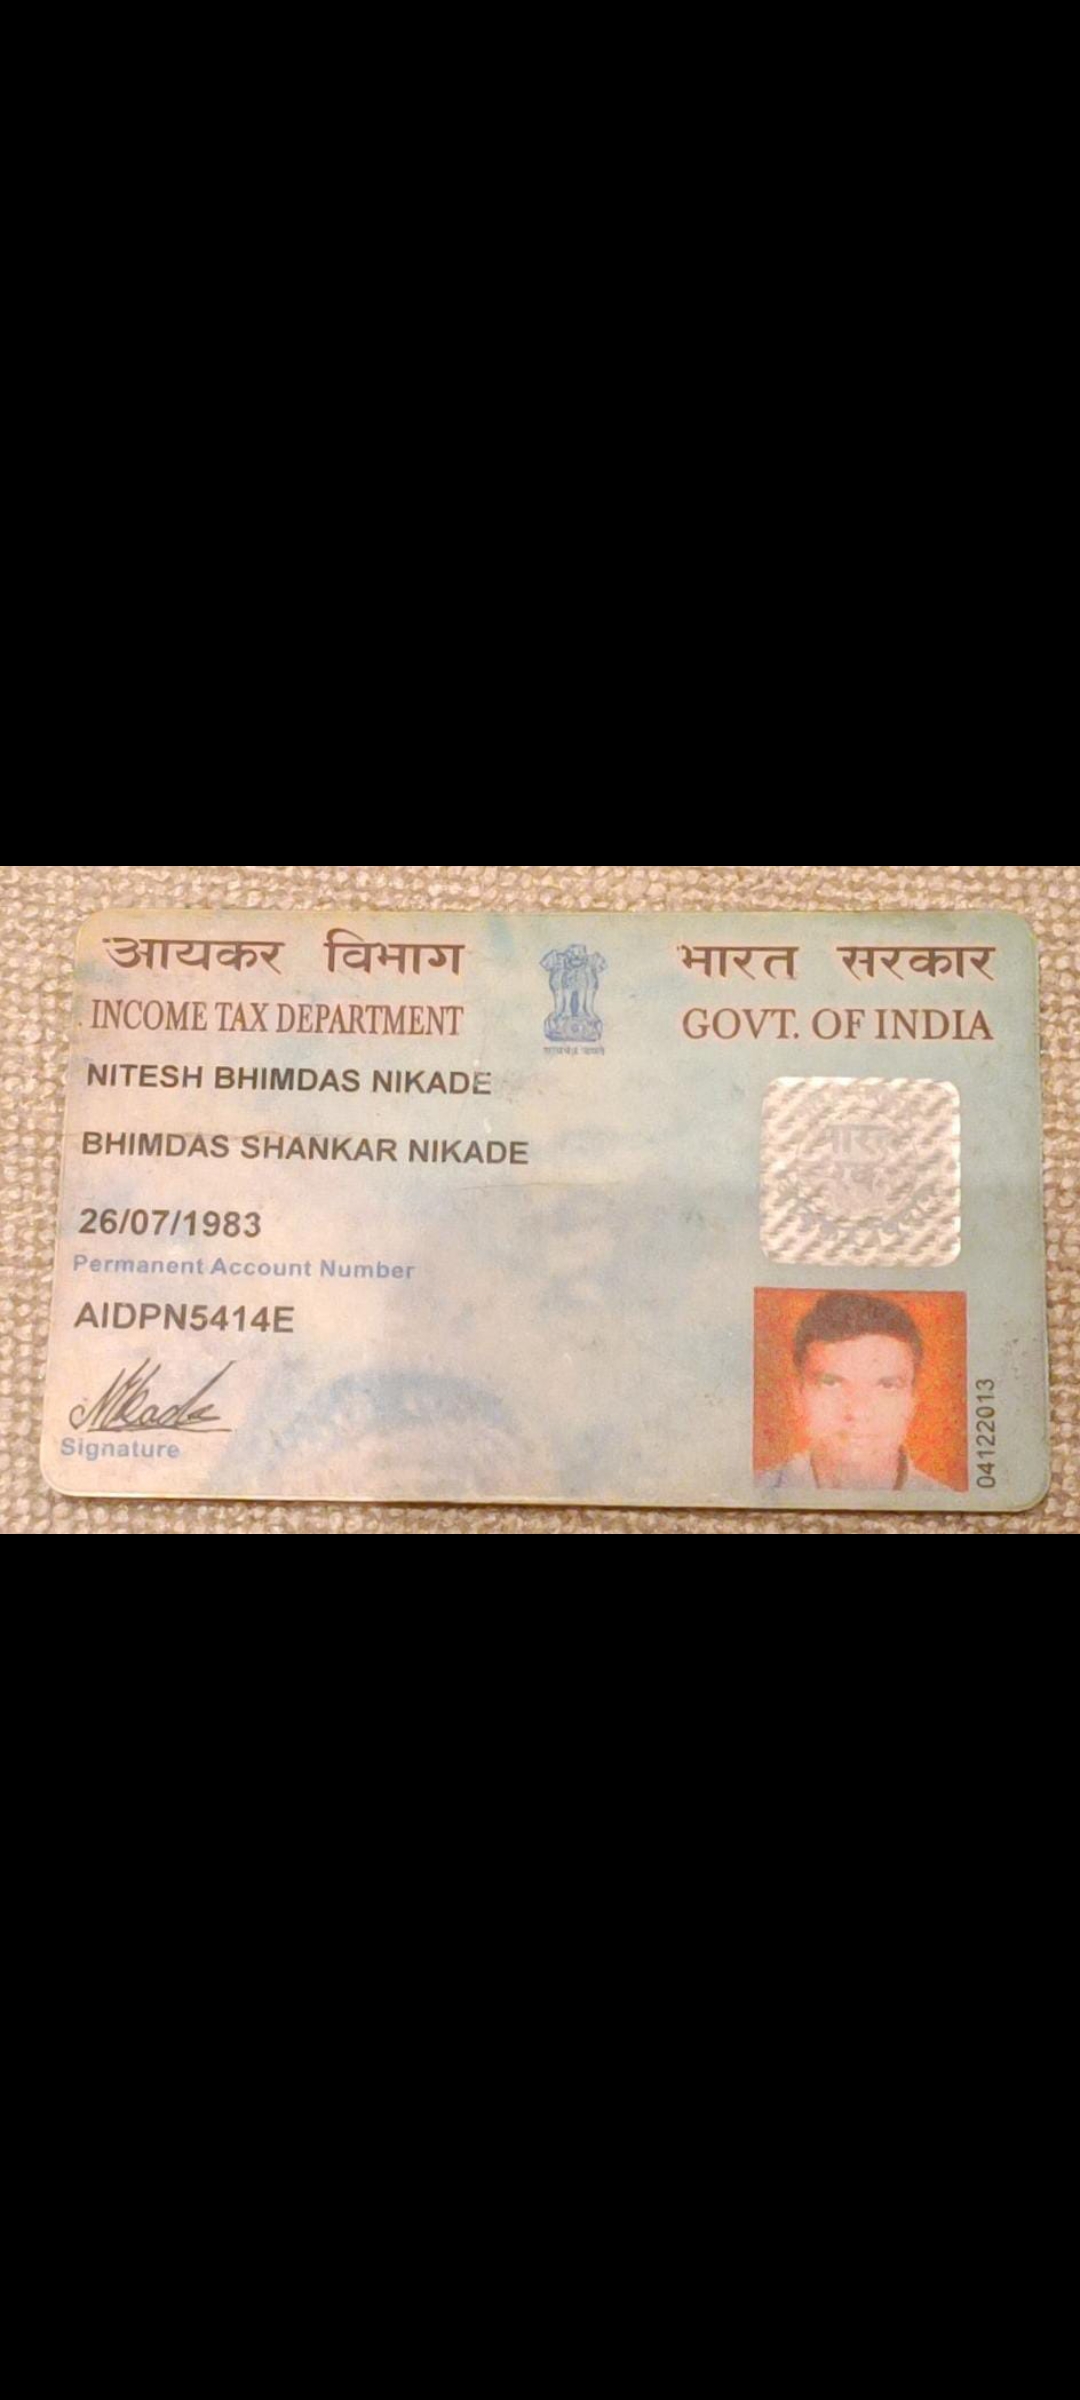 आयकर विभाग
INCOME TAX DEPARTMENT
भारत सरकार
GOVT. OF INDIA
NITESH BHIMDAS NIKADE
BHIMDAS SHANKAR NIKADE
26/07/1983
Permanent Account Number
AIDPN5414E
Signature
04122013